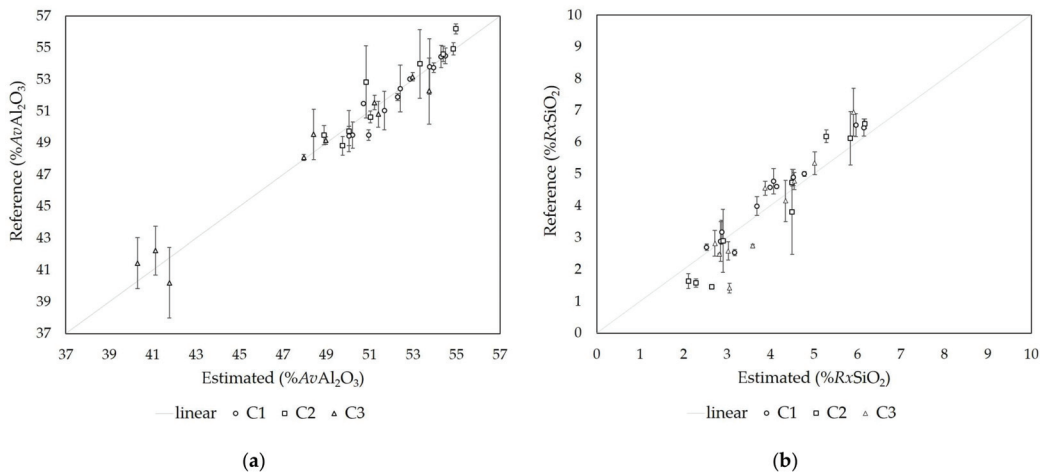 57
55
53
51
49
47
45
43
41
39
37
Reference (%AvAl₂O₃)
37 39 41 43 45 47 49 51 53 55 57
Estimated (%AvAl₂O₃)
linear C1 C2 C3
(a)
10
9
8
7
6
5
4
3
2
1
0
Reference (%RxSiO₂)
0 1 2 3 4 5 6 7 8 9 10
Estimated (%RxSiO₂)
linear C1 C2 C3
(b)